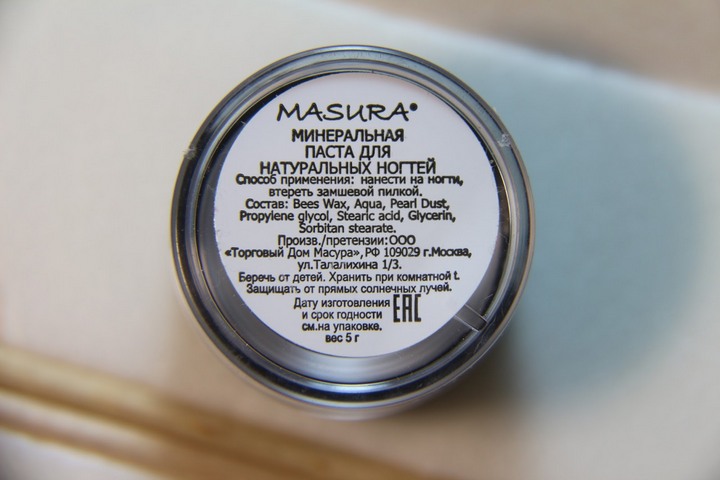 MASURA®
МИНЕРАЛЬНАЯ
ПАСТА ДЛЯ
НАТУРАЛЬНЫХ НОГТЕЙ
Способ применения: нанести на ногти,
втереть замшевой пилкой.
Состав: Bees Wax, Aqua, Pearl Dust,
Propylene glycol, Stearic acid, Glycerin,
Sorbitan stearate.
Произв./претензии:ООО
«Торговый Дом Масура»,РФ 109029 г.Москва,
ул.Талалихина 1/3.
Беречь от детей. Хранить при комнатной t.
Защищать от прямых солнечных лучей.
Дату изготовления
и срок годности
см.на упаковке.
вес 5 г
EAC